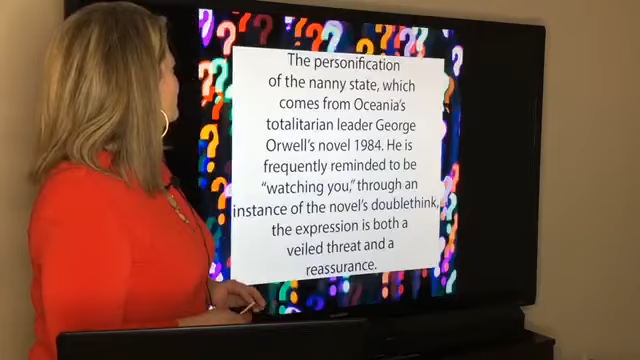 The personification
of the nanny state, which
comes from Oceania's
totalitarian leader George
Orwell's novel 1984. He is
frequently reminded to be
"watching you," through an
instance of the novel's doublethink,
the expression is both a
veiled threat and a
reassurance.